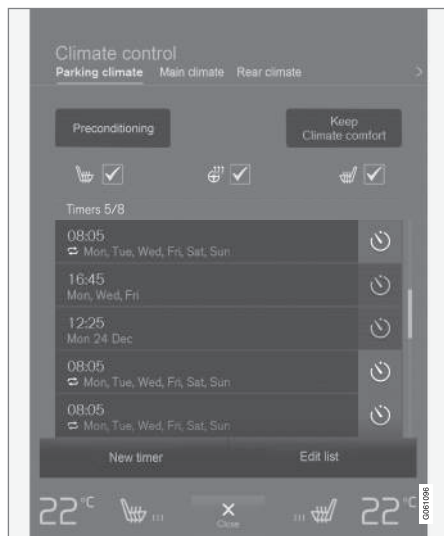 Climate control
Parking climate Main climate Rear climate
Preconditioning
Keep
Climate comfort
Timers 5/8
08:05
Mon, Tue, Wed, Fri, Sat, Sun
16:45
Mon, Wed, Fri
12:25
Mon 24 Dec
08:05
Mon, Tue, Wed, Fri, Sat, Sun
08:05
Mon, Tue, Wed, Fri, Sat, Sun
New timer Edit list
22°C Close 22°C
G061096